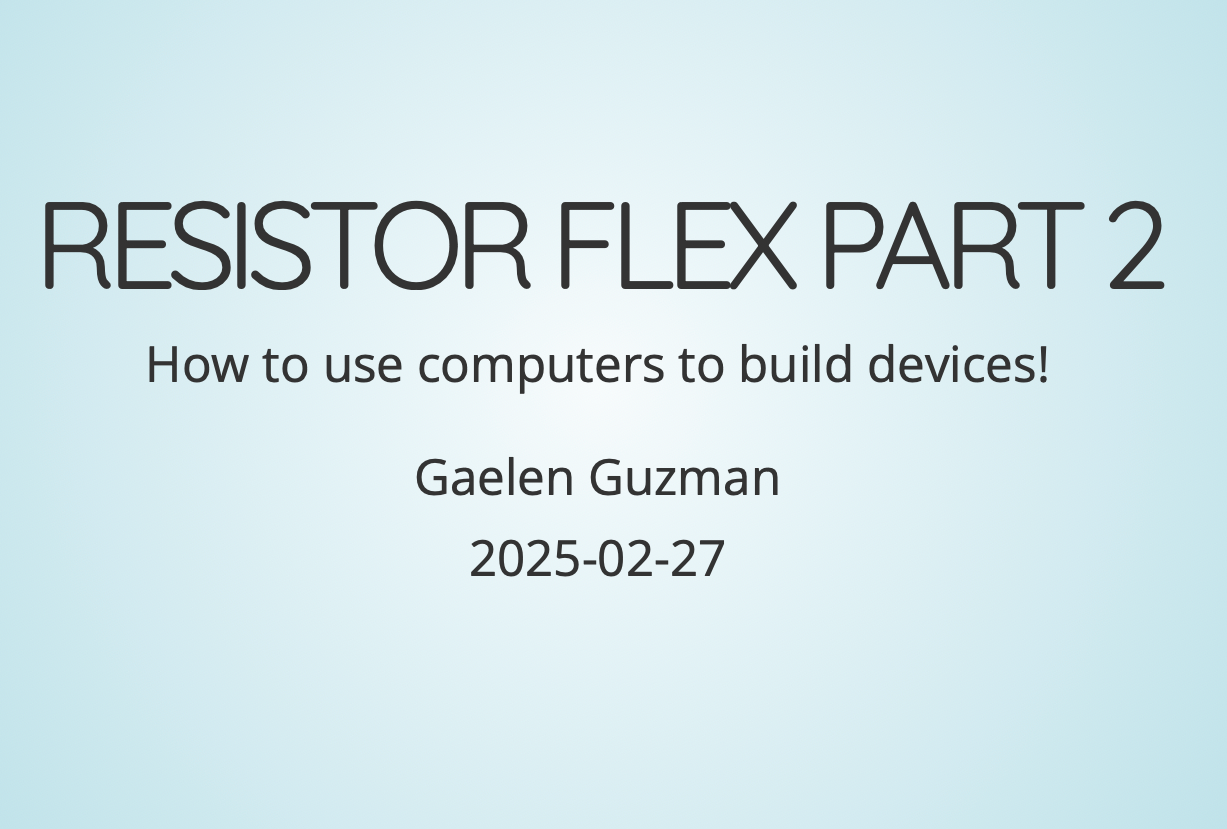 RESISTOR FLEX PART 2
How to use computers to build devices!
Gaelen Guzman
2025-02-27